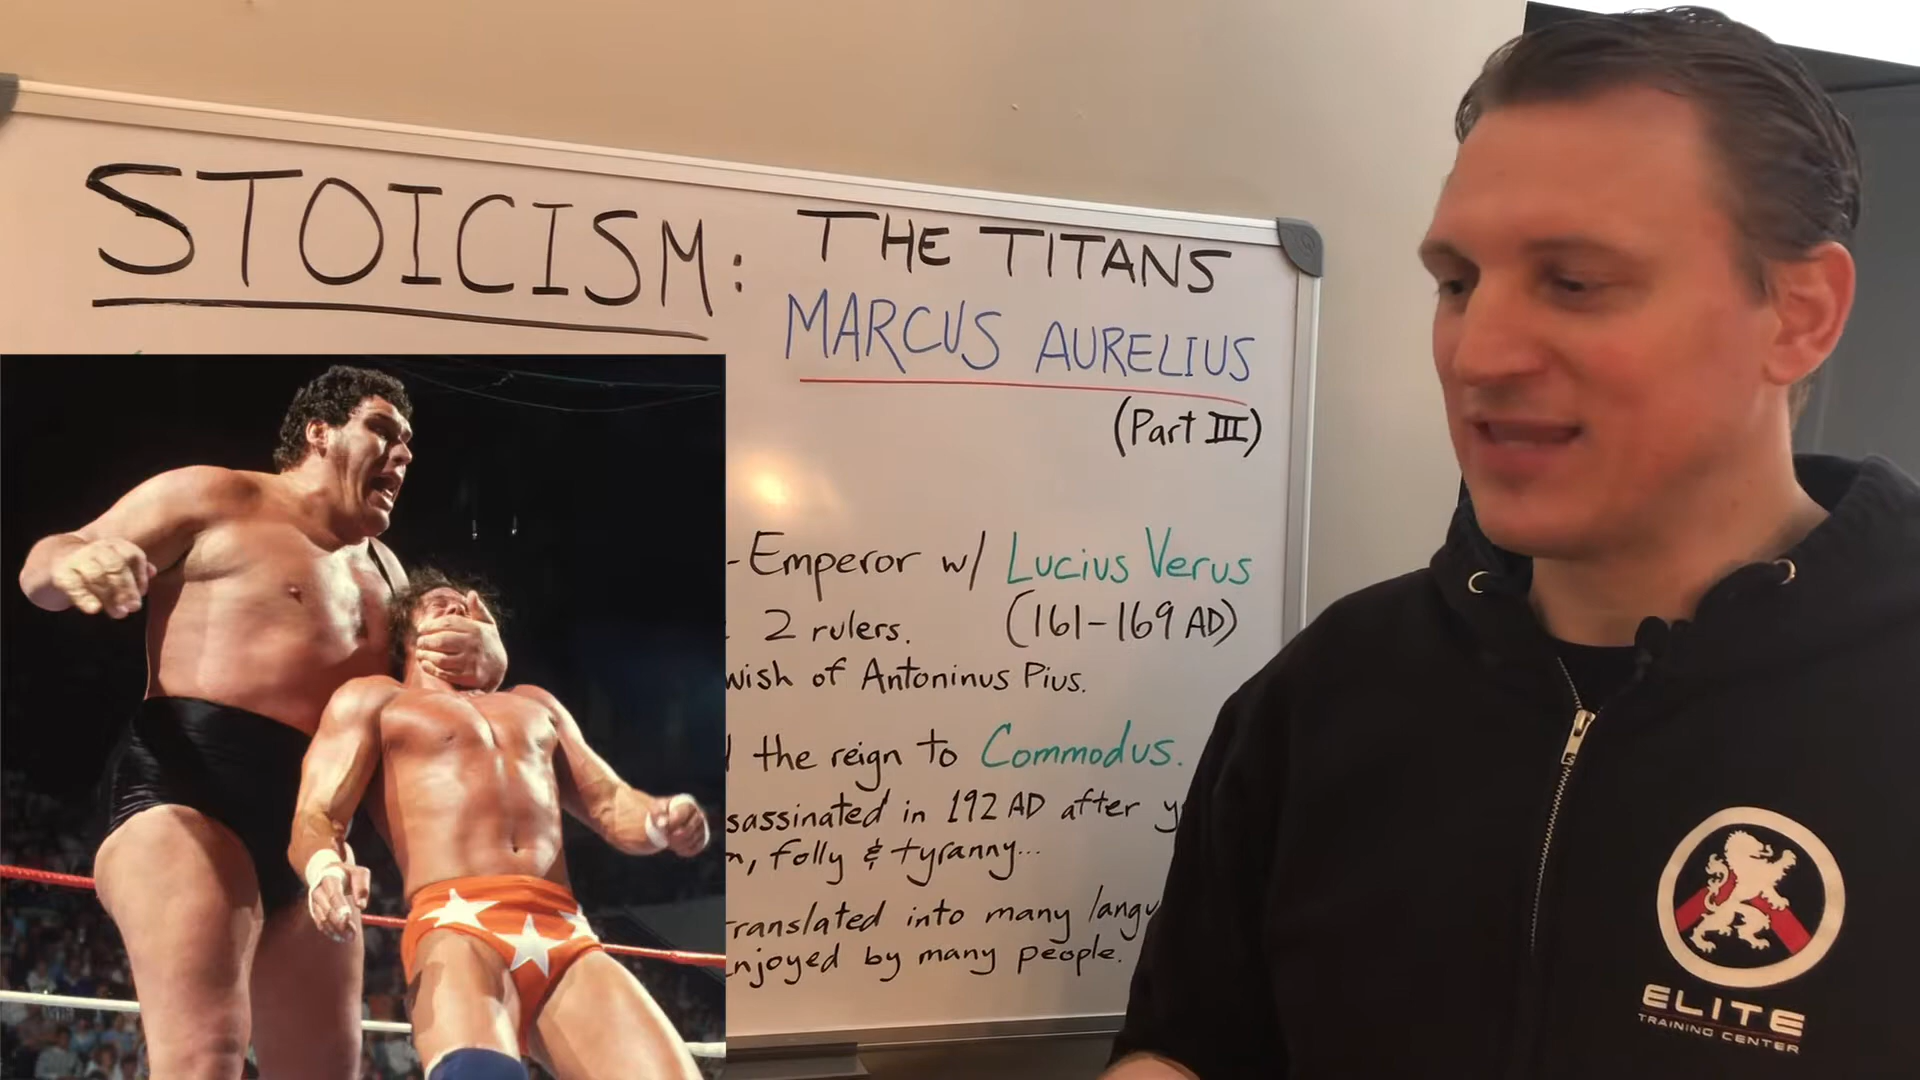 STOICISM: THE TITANS
MARCUS AURELIUS
(Part III)
-Emperor w/ Lucius Verus
2 rulers. (161-169 AD)
wish of Antoninus Pius.
the reign to Commodus.
sassinated in 192 AD after y
, folly & tyranny...
ranslated into many langu
njoyed by many people.
ELITE
TRAINING CENTER